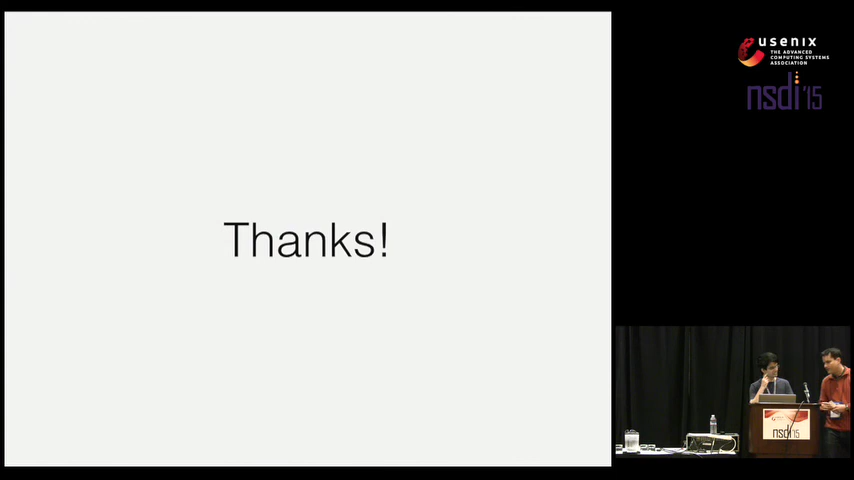 Thanks!
usenix
THE ADVANCED
COMPUTING SYSTEMS
ASSOCIATION
nsdi '15
nsdi'15